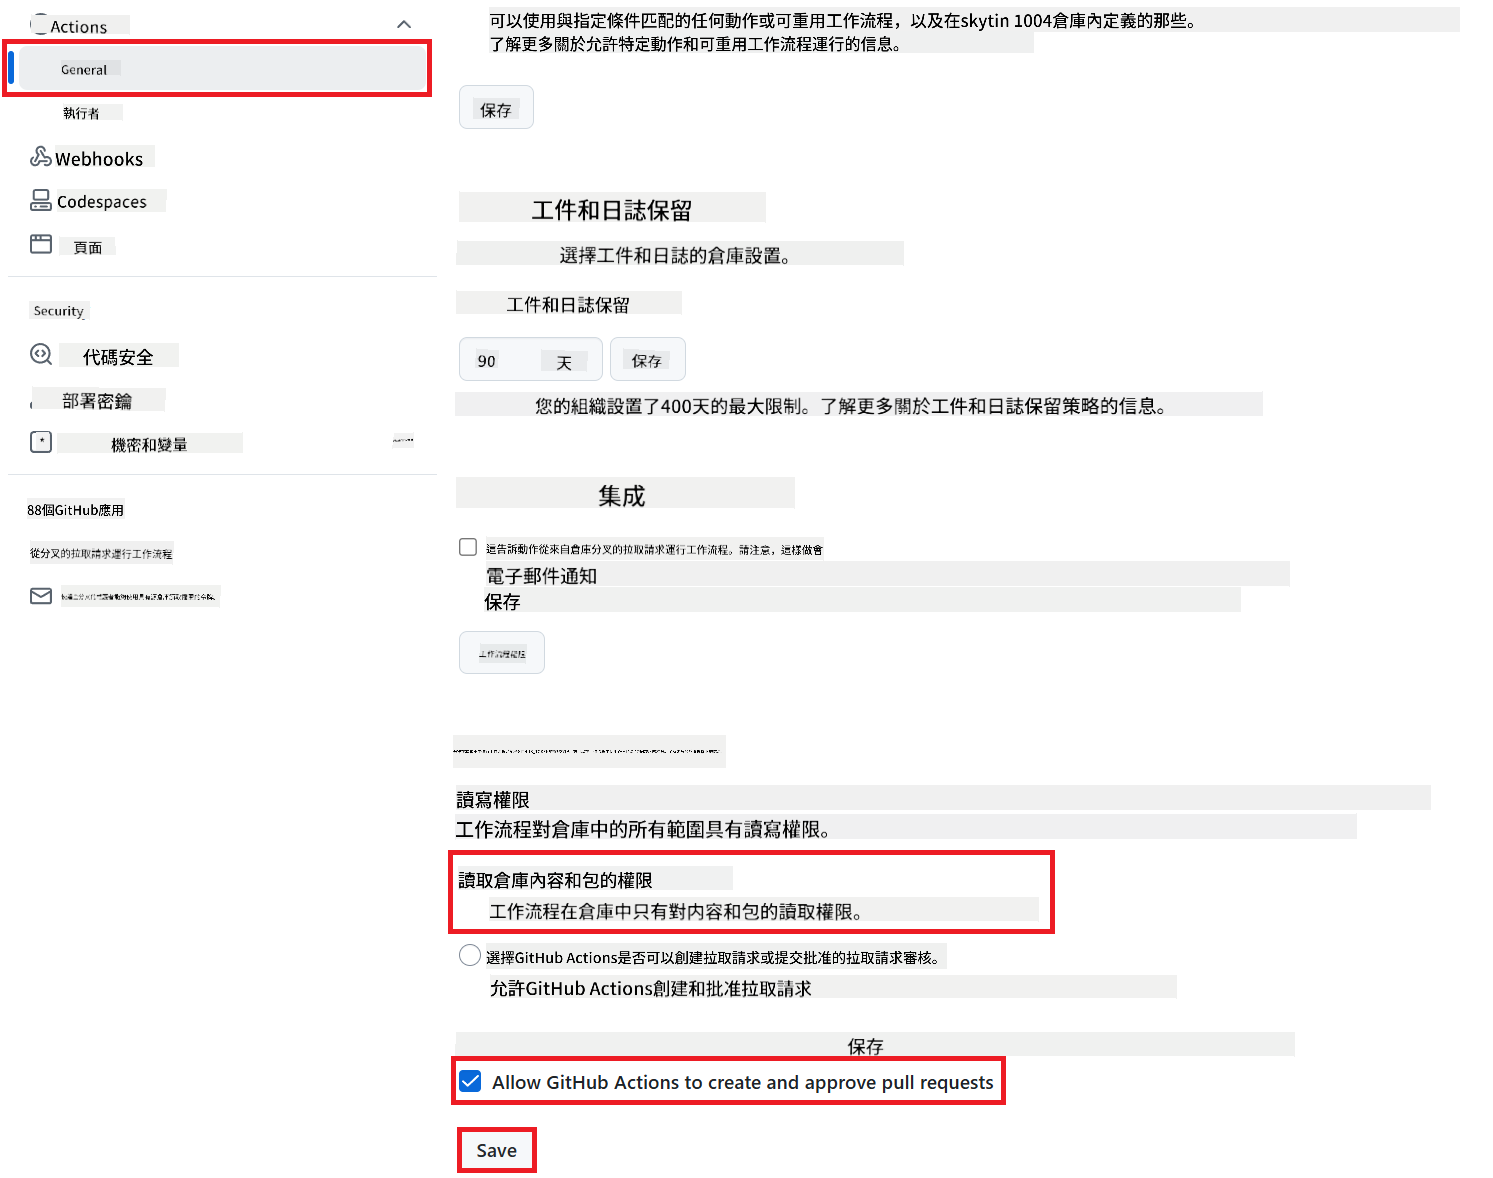 Actions
General
執行者
Webhooks
Codespaces
頁面
Security
代碼安全
部署密鑰
機密和變量
88個GitHub應用
從分叉的拉取請求運行工作流程
可以使用與指定條件匹配的任何動作或可重用工作流程，以及在skytin 1004倉庫內定義的那些。
了解更多關於允許特定動作和可重用工作流程運行的信息。
保存
工件和日誌保留
選擇工件和日誌的倉庫設置。
工件和日誌保留
90 天 保存
您的組織設置了400天的最大限制。了解更多關於工件和日誌保留策略的信息。
集成
這告訴動作從來自倉庫分叉的拉取請求運行工作流程。請注意，這樣做會
電子郵件通知
保存
工作流程權限
讀寫權限
工作流程對倉庫中的所有範圍具有讀寫權限。
讀取倉庫內容和包的權限
工作流程在倉庫中只有對內容和包的讀取權限。
選擇GitHub Actions是否可以創建拉取請求或提交批准的拉取請求審核。
允許GitHub Actions創建和批准拉取請求
保存
Allow GitHub Actions to create and approve pull requests
Save